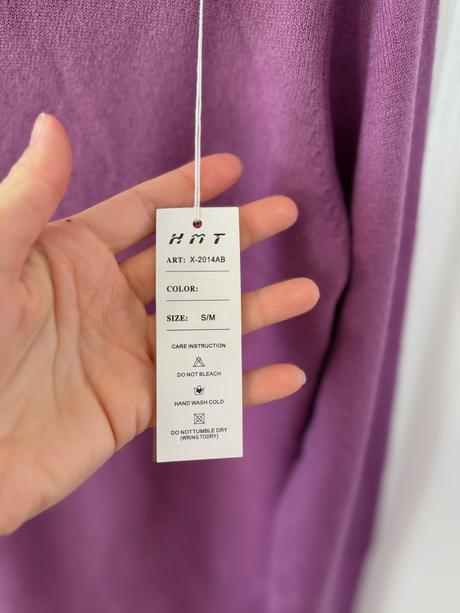 HMT
ART: X-2014AB
COLOR:
SIZE: S/M
CARE INSTRUCTION
DO NOT BLEACH
HAND WASH COLD
DO NOTTUMBLE DRY
(WRING TODRY)